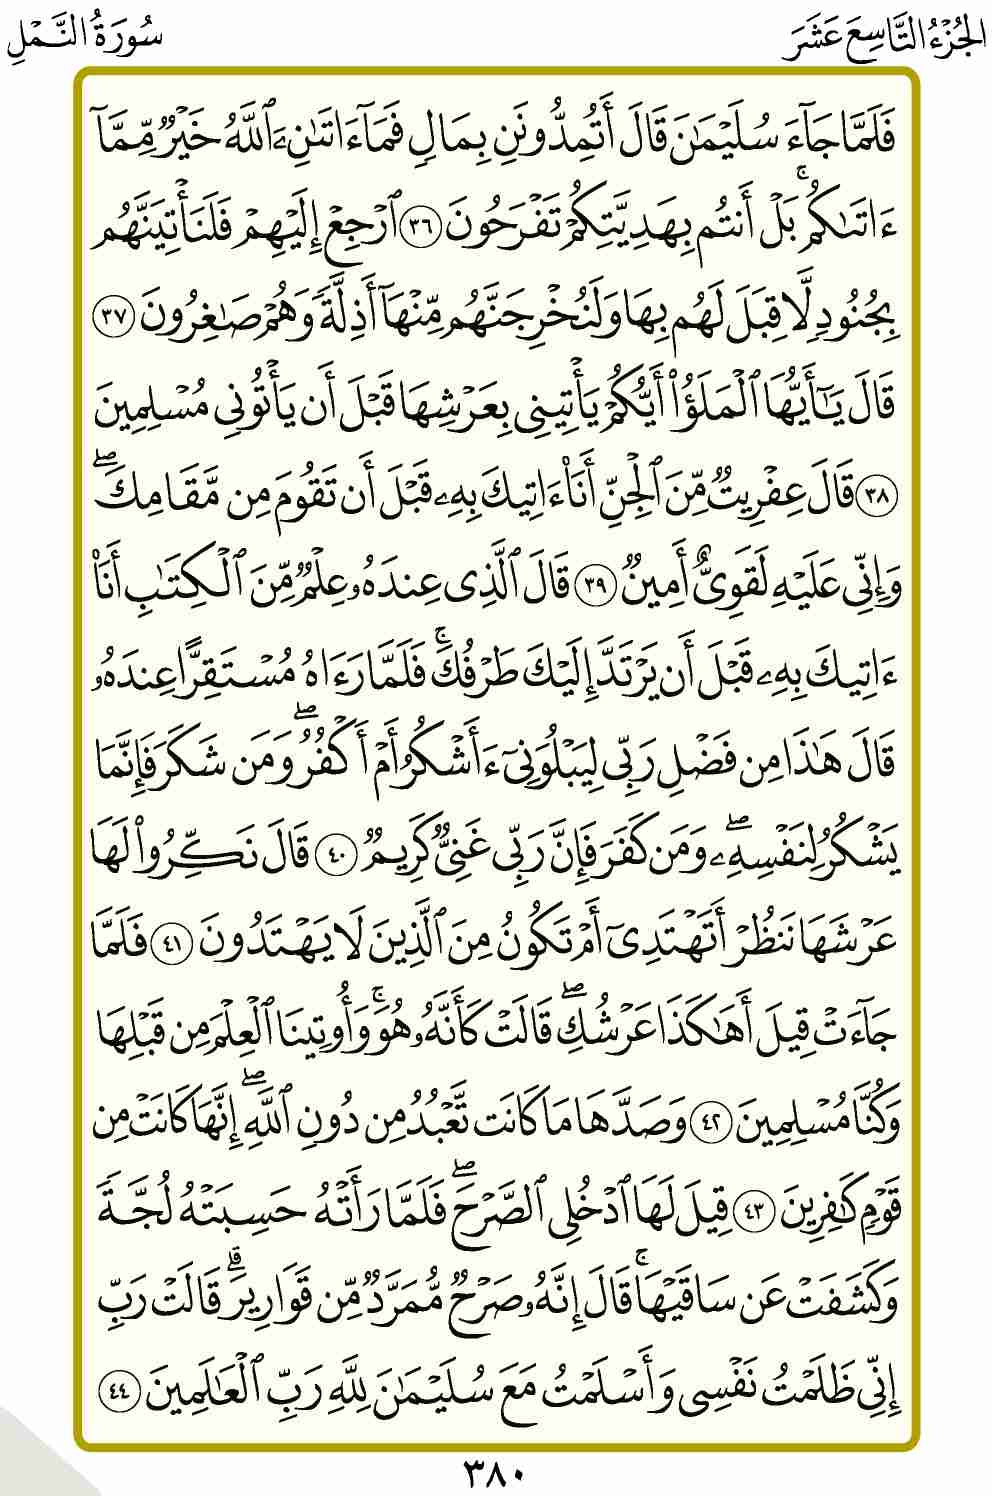 الجُزْءُ التَّاسِعَ عَشَرَ
سُورَةُ النَّمْلِ
فَلَمَّا جَآءَ سُلَيْمَٰنَ قَالَ أَتُمِدُّونَنِ بِمَالٍ فَمَآ ءَاتَىٰنِۦَ ٱللَّهُ خَيْرٌ مِّمَّآ
ءَاتَىٰكُمۚ بَلْ أَنتُم بِهَدِيَّتِكُمْ تَفْرَحُونَ ٣٦ ٱرْجِعْ إِلَيْهِمْ فَلَنَأْتِيَنَّهُم
بِجُنُودٍ لَّا قِبَلَ لَهُم بِهَا وَلَنُخْرِجَنَّهُم مِّنْهَآ أَذِلَّةً وَهُمْ صَٰغِرُونَ ٣٧
قَالَ يَٰٓأَيُّهَا ٱلْمَلَؤُا۟ أَيُّكُمْ يَأْتِينِى بِعَرْشِهَا قَبْلَ أَن يَأْتُونِى مُسْلِمِينَ
٣٨ قَالَ عِفْرِيتٌ مِّنَ ٱلْجِنِّ أَنَا۠ ءَاتِيكَ بِهِۦ قَبْلَ أَن تَقُومَ مِن مَّقَامِكَۖ
وَإِنِّى عَلَيْهِ لَقَوِىٌّ أَمِينٌ ٣٩ قَالَ ٱلَّذِى عِندَهُۥ عِلْمٌ مِّنَ ٱلْكِتَٰبِ أَنَا۠
ءَاتِيكَ بِهِۦ قَبْلَ أَن يَرْتَدَّ إِلَيْكَ طَرْفُكَۚ فَلَمَّا رَءَاهُ مُسْتَقِرًّا عِندَهُۥ
قَالَ هَٰذَا مِن فَضْلِ رَبِّى لِيَبْلُوَنِىٓ ءَأَشْكُرُ أَمْ أَكْفُرُۖ وَمَن شَكَرَ فَإِنَّمَا
يَشْكُرُ لِنَفْسِهِۦۖ وَمَن كَفَرَ فَإِنَّ رَبِّى غَنِىٌّ كَرِيمٌ ٤٠ قَالَ نَكِّرُوا۟ لَهَا
عَرْشَهَا نَنظُرْ أَتَهْتَدِىٓ أَمْ تَكُونُ مِنَ ٱلَّذِينَ لَا يَهْتَدُونَ ٤١ فَلَمَّا
جَآءَتْ قِيلَ أَهَٰكَذَا عَرْشُكِۖ قَالَتْ كَأَنَّهُۥ هُوَۚ وَأُوتِينَا ٱلْعِلْمَ مِن قَبْلِهَا
وَكُنَّا مُسْلِمِينَ ٤٢ وَصَدَّهَا مَا كَانَت تَّعْبُدُ مِن دُونِ ٱللَّهِۖ إِنَّهَا كَانَتْ مِن
قَوْمٍ كَٰفِرِينَ ٤٣ قِيلَ لَهَا ٱدْخُلِى ٱلصَّرْحَۖ فَلَمَّا رَأَتْهُ حَسِبَتْهُ لُجَّةً
وَكَشَفَتْ عَن سَاقَيْهَاۚ قَالَ إِنَّهُۥ صَرْحٌ مُّمَرَّدٌ مِّن قَوَارِيرَۗ قَالَتْ رَبِّ
إِنِّى ظَلَمْتُ نَفْسِى وَأَسْلَمْتُ مَعَ سُلَيْمَٰنَ لِلَّهِ رَبِّ ٱلْعَٰلَمِينَ ٤٤
٣٨٠